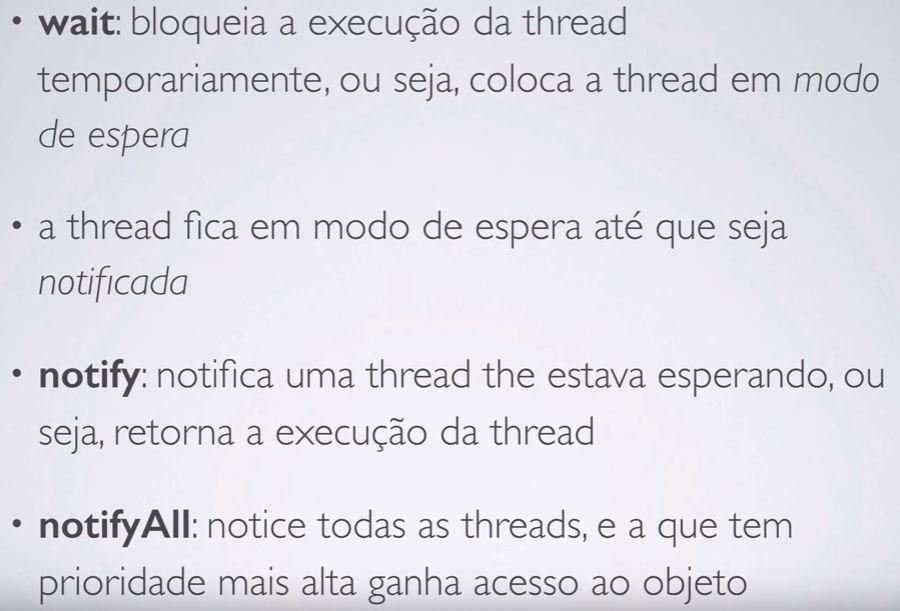 • wait: bloqueia a execução da thread
temporariamente, ou seja, coloca a thread em modo
de espera
• a thread fica em modo de espera até que seja
notificada
• notify: notifica uma thread the estava esperando, ou
seja, retorna a execução da thread
• notifyAll: notice todas as threads, e a que tem
prioridade mais alta ganha acesso ao objeto